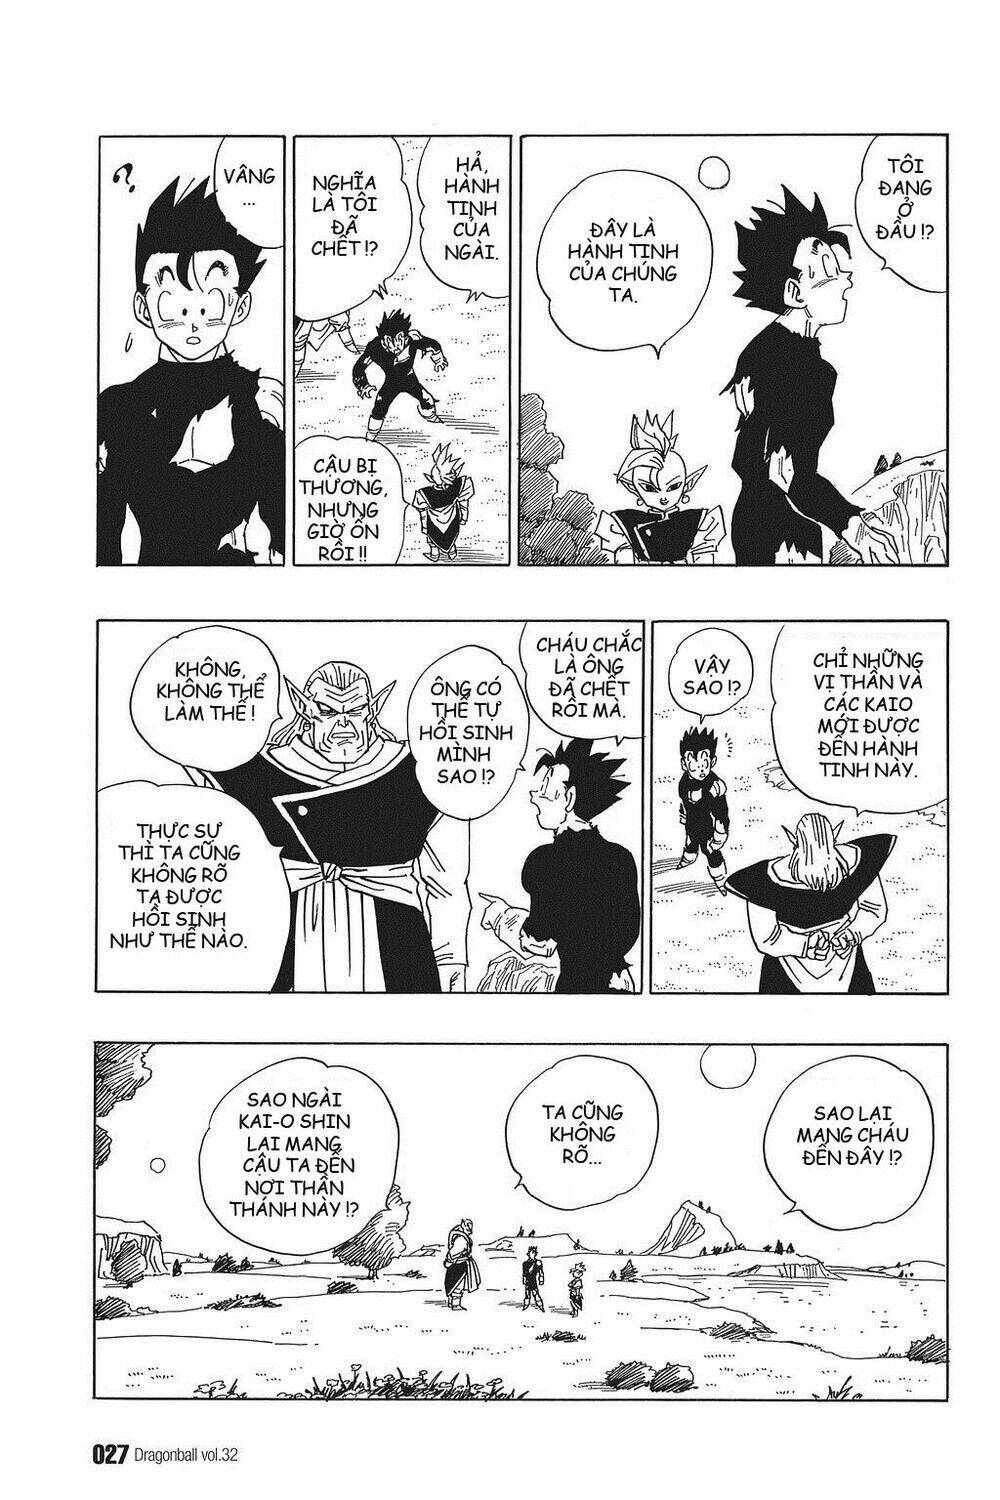 TÔI
ĐANG
Ở
ĐẦU !?
ĐÂY LÀ
HÀNH TINH
CỦA CHÚNG
TA.
HẢ,
HÀNH
TINH
CỦA
NGÀI.
NGHĨA
LÀ TÔI
ĐÃ
CHẾT !?
CÂU BỊ
THƯƠNG,
NHƯNG
GIỜ ỔN
RỒI !!
VÂNG
...
?
CHỈ NHỮNG
VỊ THẦN VÀ
CÁC KAIO
MỚI ĐƯỢC
ĐẾN HÀNH
TINH NÀY.
VẬY
SAO !?
CHÁU CHẮC
LÀ ÔNG
ĐÃ CHẾT
RỒI MÀ.
ÔNG CÓ
THỂ TỰ
HỒI SINH
MÌNH
SAO !?
KHÔNG,
KHÔNG THỂ
LÀM THẾ !
THỰC SỰ
THÌ TA CŨNG
KHÔNG RÕ
TA ĐƯỢC
HỒI SINH
NHƯ THẾ NÀO.
SAO LẠI
MANG CHÁU
ĐẾN ĐÂY !?
TA CŨNG
KHÔNG
RÕ...
SAO NGÀI
KAI-O SHIN
LẠI MANG
CẬU TA ĐẾN
NƠI THẦN
THÁNH NÀY !?
027 Dragonball vol.32